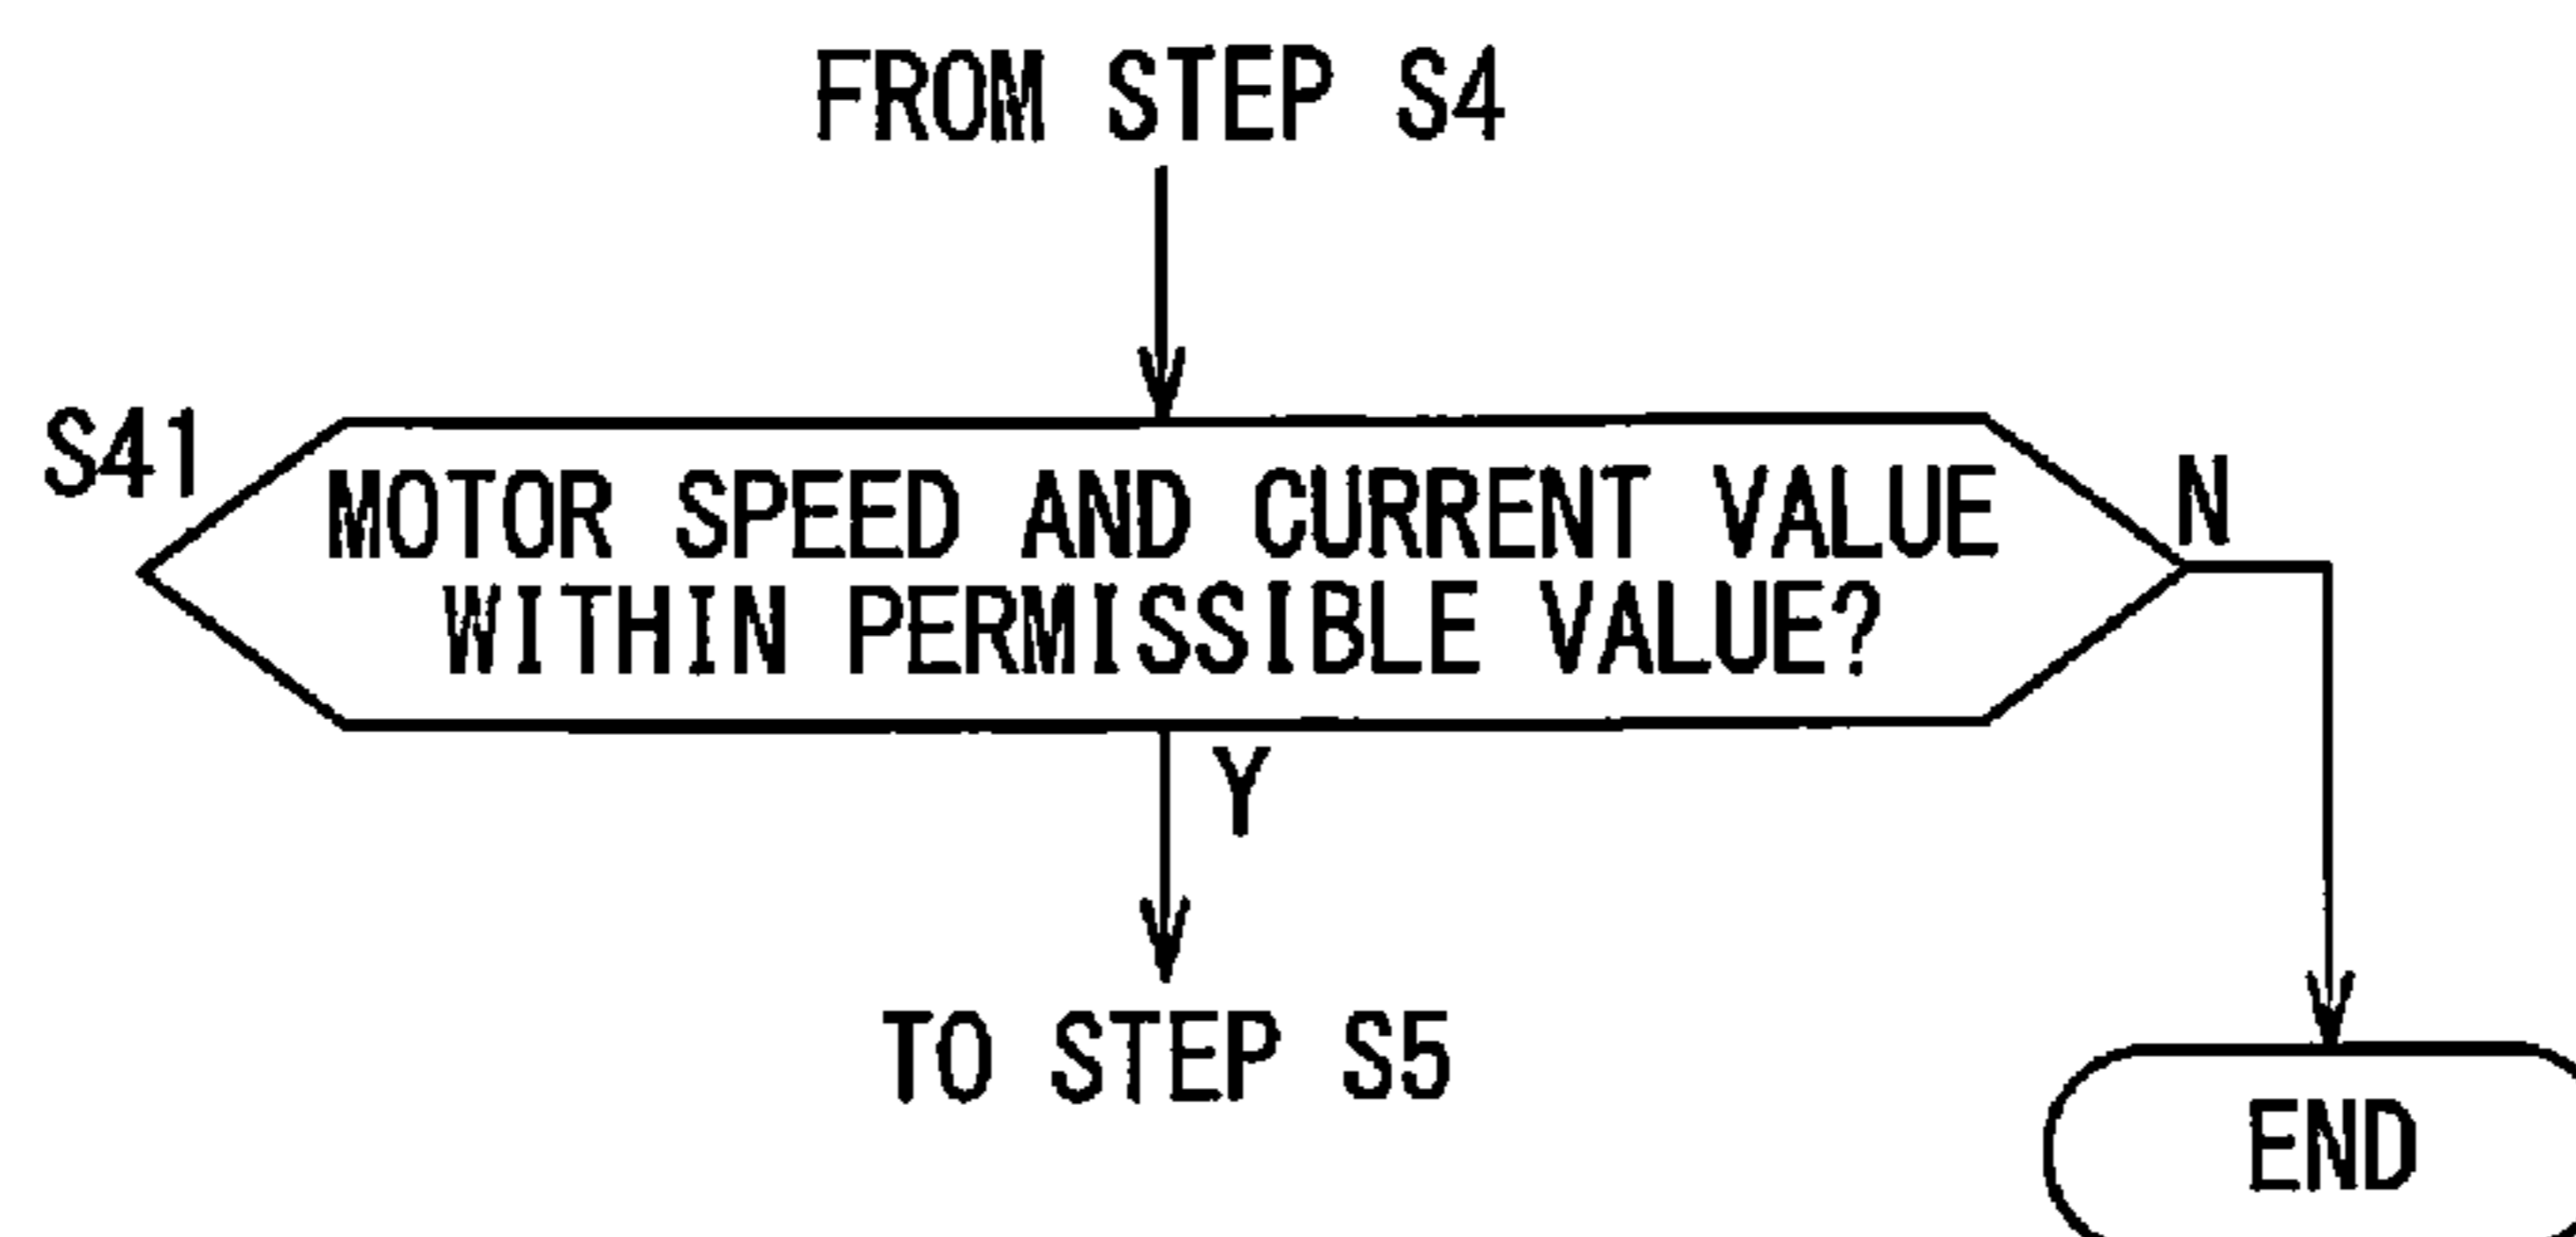 FROM STEP S4
S41
MOTOR SPEED AND CURRENT VALUE
WITHIN PERMISSIBLE VALUE?
N
Y
TO STEP S5
END